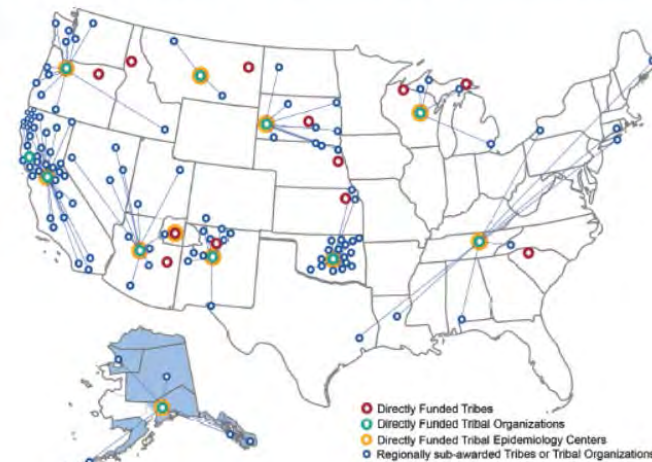 Directly Funded Tribes
Directly Funded Tribal Organizations
Directly Funded Tribal Epidemiology Centers
Regionally sub-awarded Tribes or Tribal Organizations